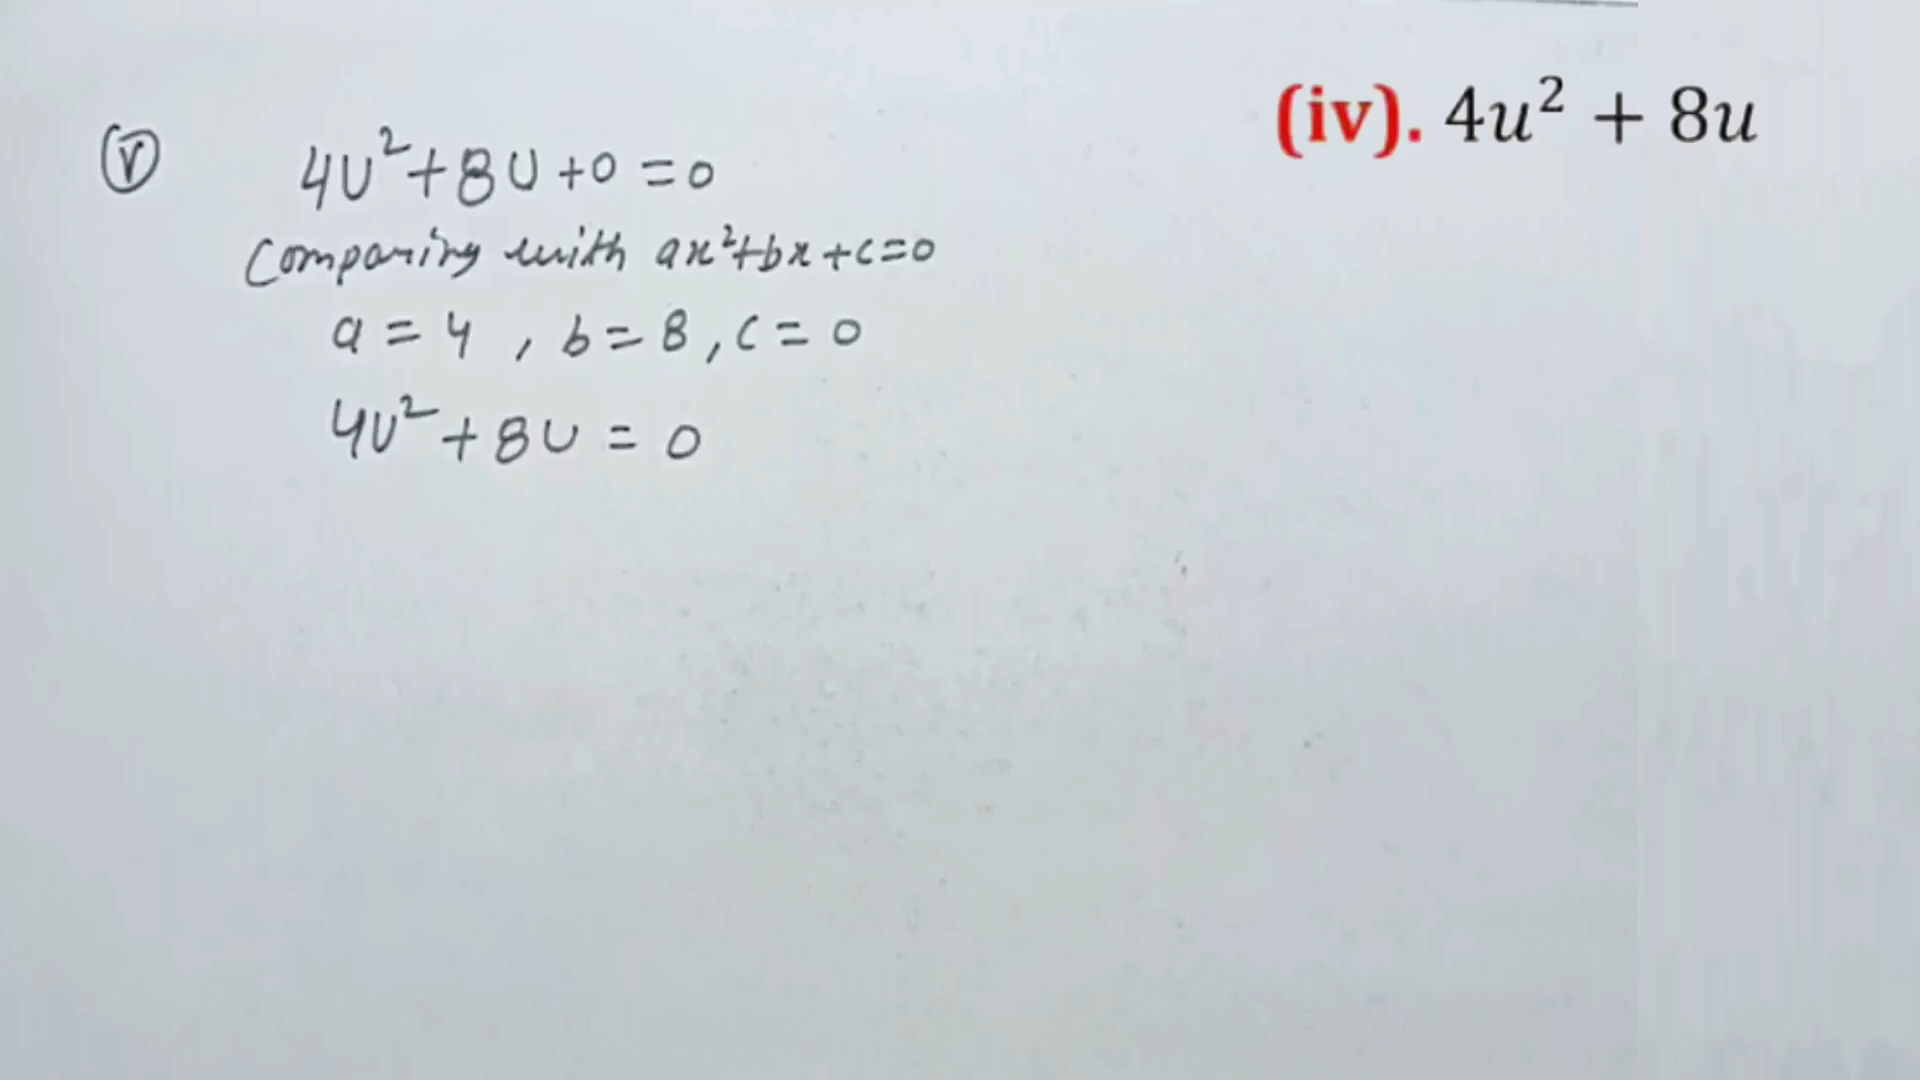 (iv). 4u² + 8u
(v) 4U²+8U+0 = 0
Comparing with ax²+bx+c=0
a = 4 , b = 8 , c = 0
4U² + 8U = 0